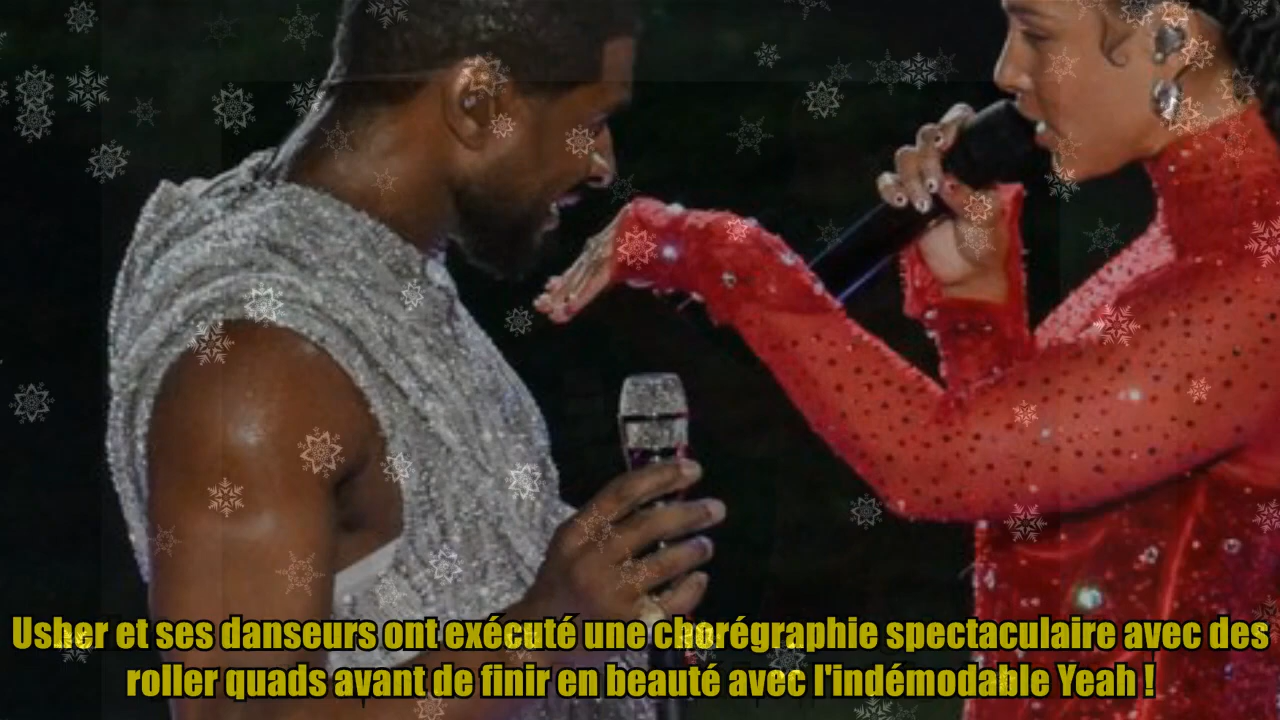 Usher et ses danseurs ont exécuté une chorégraphie spectaculaire avec des
roller quads avant de finir en beauté avec l'indémodable Yeah !